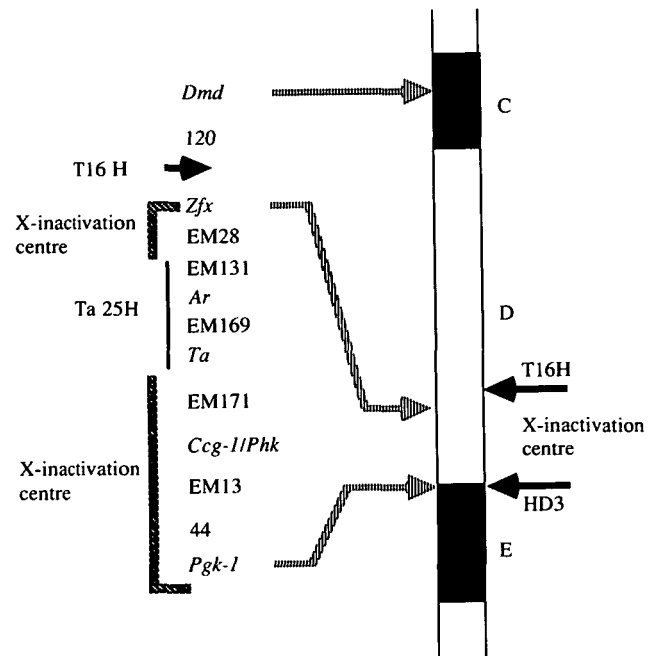 Dmd
C
120
T16 H
Zfx
X-inactivation
centre
EM28
EM131
Ar
Ta 25H
EM169
Ta
D
T16H
EM171
X-inactivation
centre
Ccg-1/Phk
X-inactivation
centre
EM13
HD3
44
E
Pgk-1